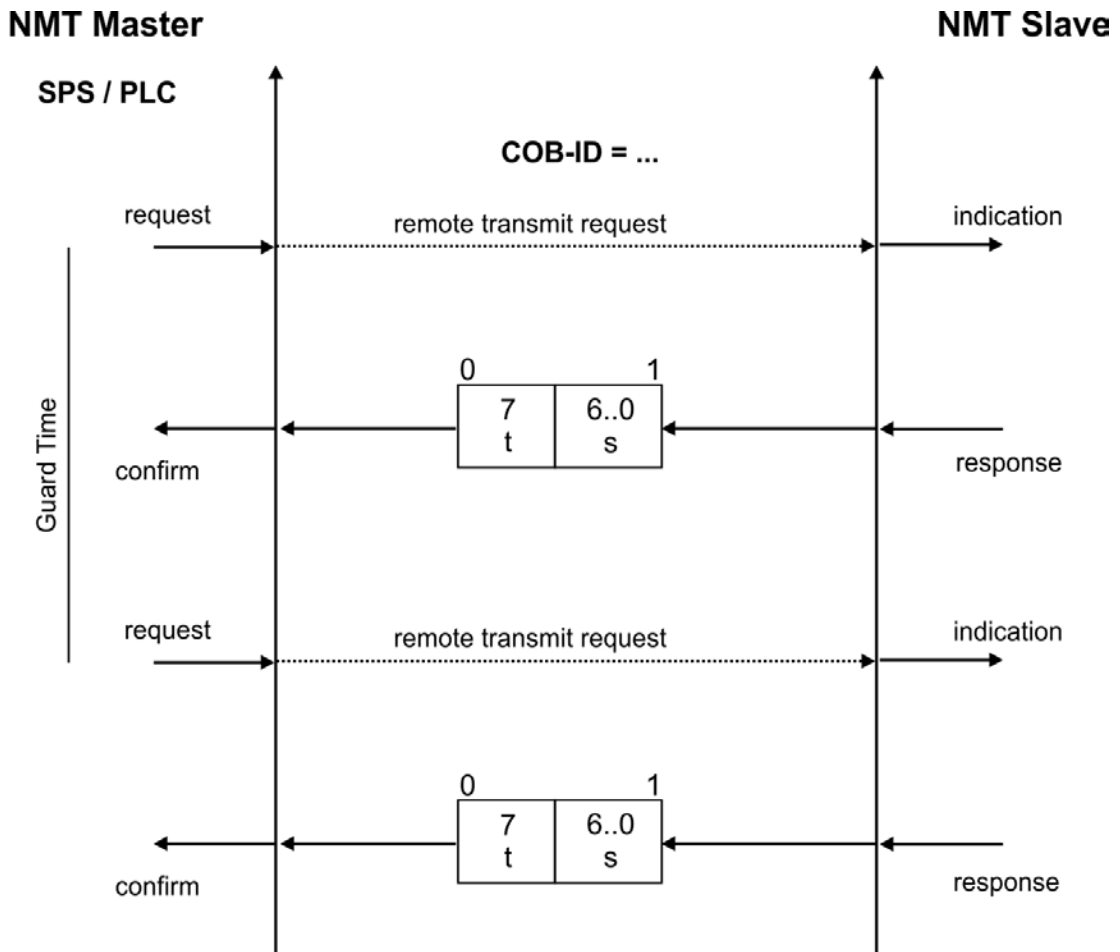 NMT Master
NMT Slave
SPS / PLC
COB-ID = ...
request
remote transmit request
indication
0 1
7 6..0
t s
confirm
response
Guard Time
request
remote transmit request
indication
0 1
7 6..0
t s
confirm
response